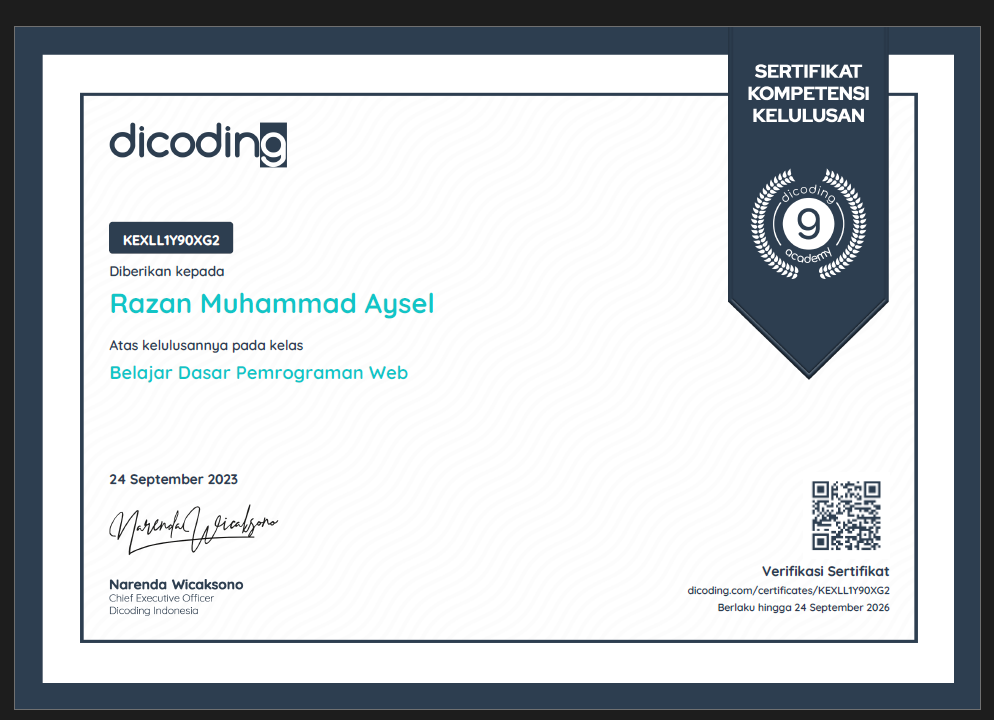 SERTIFIKAT
KOMPETENSI
KELULUSAN
dicoding
dicoding
9
academy
KEXLL1Y90XG2
Diberikan kepada
Razan Muhammad Aysel
Atas kelulusannya pada kelas
Belajar Dasar Pemrograman Web
24 September 2023
Narenda Wicaksono
Narenda Wicaksono
Chief Executive Officer
Dicoding Indonesia
Verifikasi Sertifikat
dicoding.com/certificates/KEXLL1Y90XG2
Berlaku hingga 24 September 2026